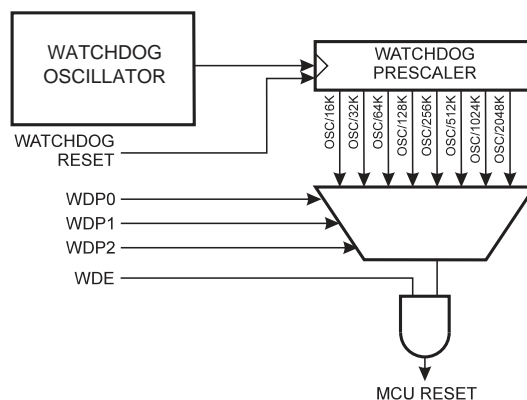 WATCHDOG
OSCILLATOR
WATCHDOG
PRESCALER
WATCHDOG
RESET
OSC/16K
OSC/32K
OSC/64K
OSC/128K
OSC/256K
OSC/512K
OSC/1024K
OSC/2048K
WDP0
WDP1
WDP2
WDE
MCU RESET